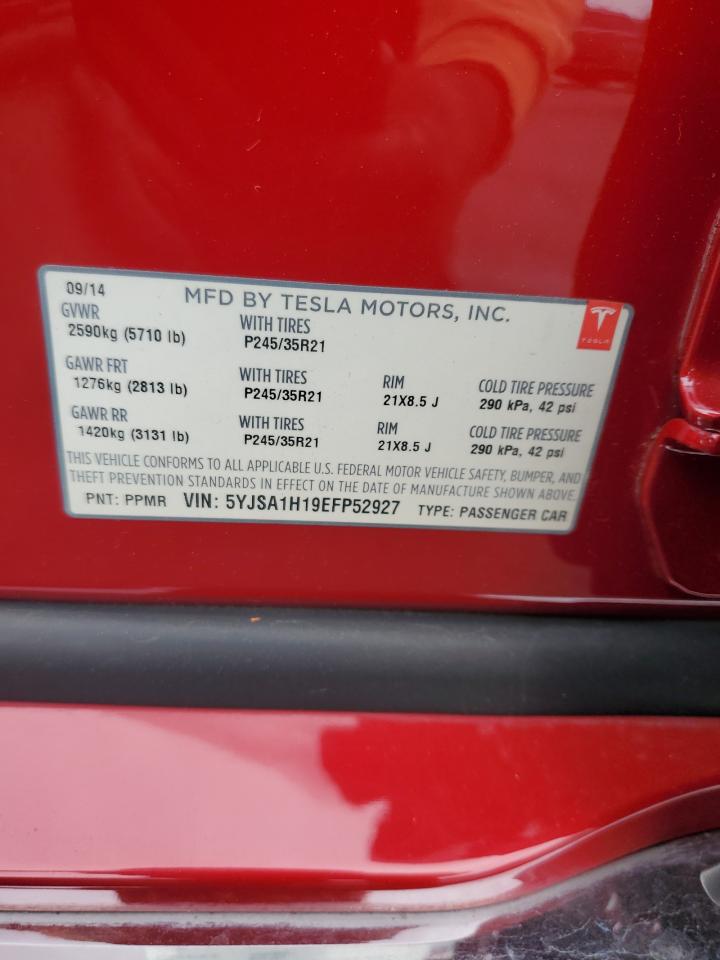 09/14 MFD BY TESLA MOTORS, INC.
TESLA
GVWR WITH TIRES
2590kg (5710 lb) P245/35R21
GAWR FRT WITH TIRES RIM COLD TIRE PRESSURE
1276kg (2813 lb) P245/35R21 21X8.5 J 290 kPa, 42 psi
GAWR RR WITH TIRES RIM COLD TIRE PRESSURE
1420kg (3131 lb) P245/35R21 21X8.5 J 290 kPa, 42 psi
THIS VEHICLE CONFORMS TO ALL APPLICABLE U.S. FEDERAL MOTOR VEHICLE SAFETY, BUMPER, AND
THEFT PREVENTION STANDARDS IN EFFECT ON THE DATE OF MANUFACTURE SHOWN ABOVE.
PNT: PPMR VIN: 5YJSA1H19EFP52927 TYPE: PASSENGER CAR